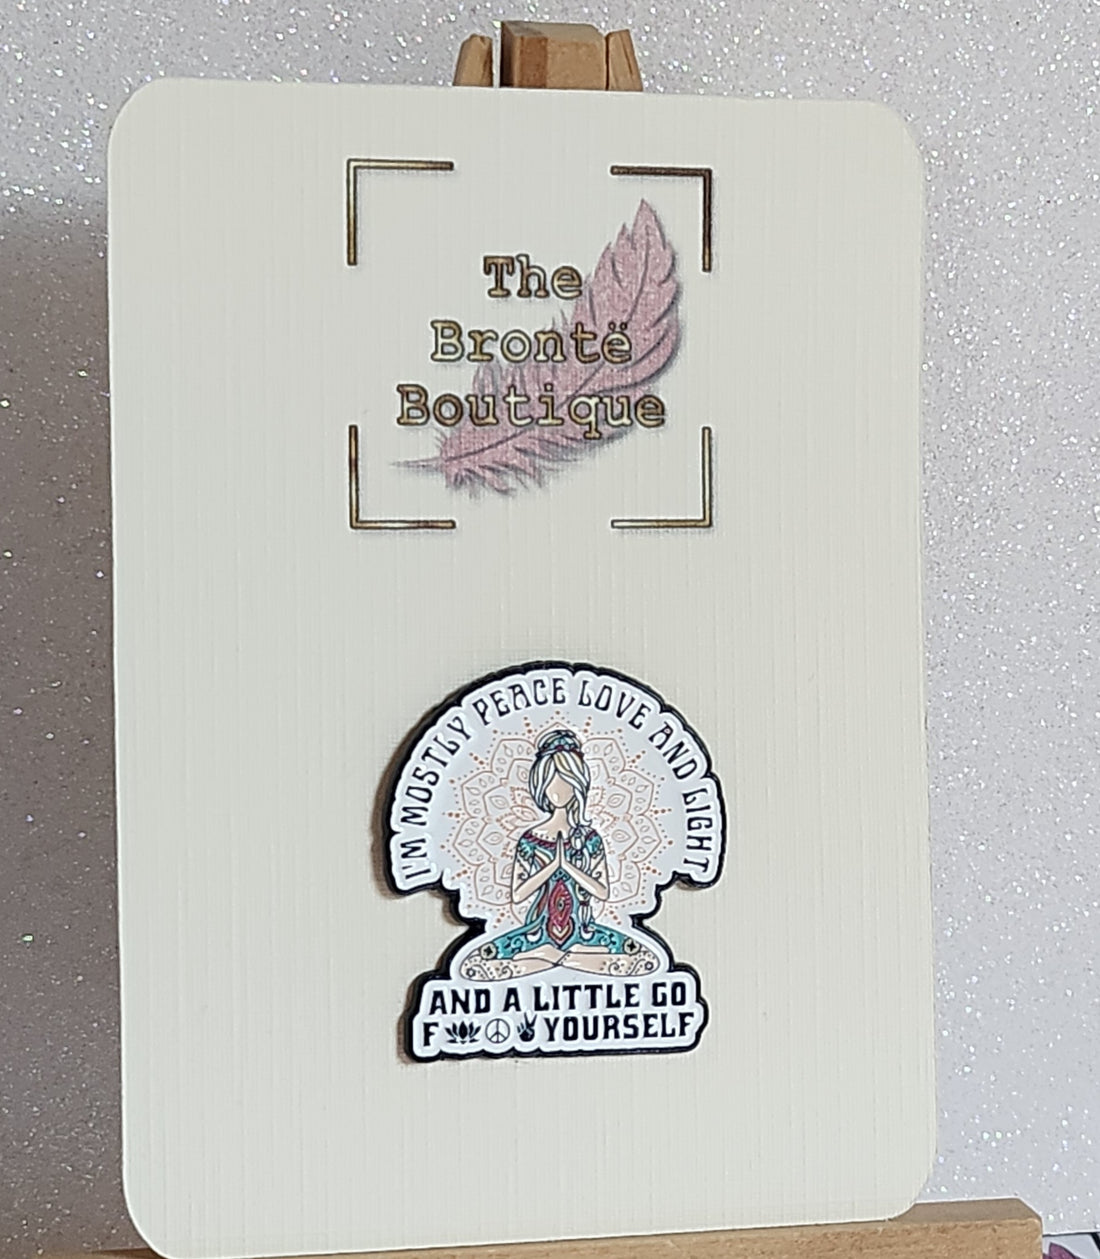 The
Brontë
Boutique
I'M MOSTLY PEACE LOVE AND LIGHT
AND A LITTLE GO
F🪷☮✌ YOURSELF